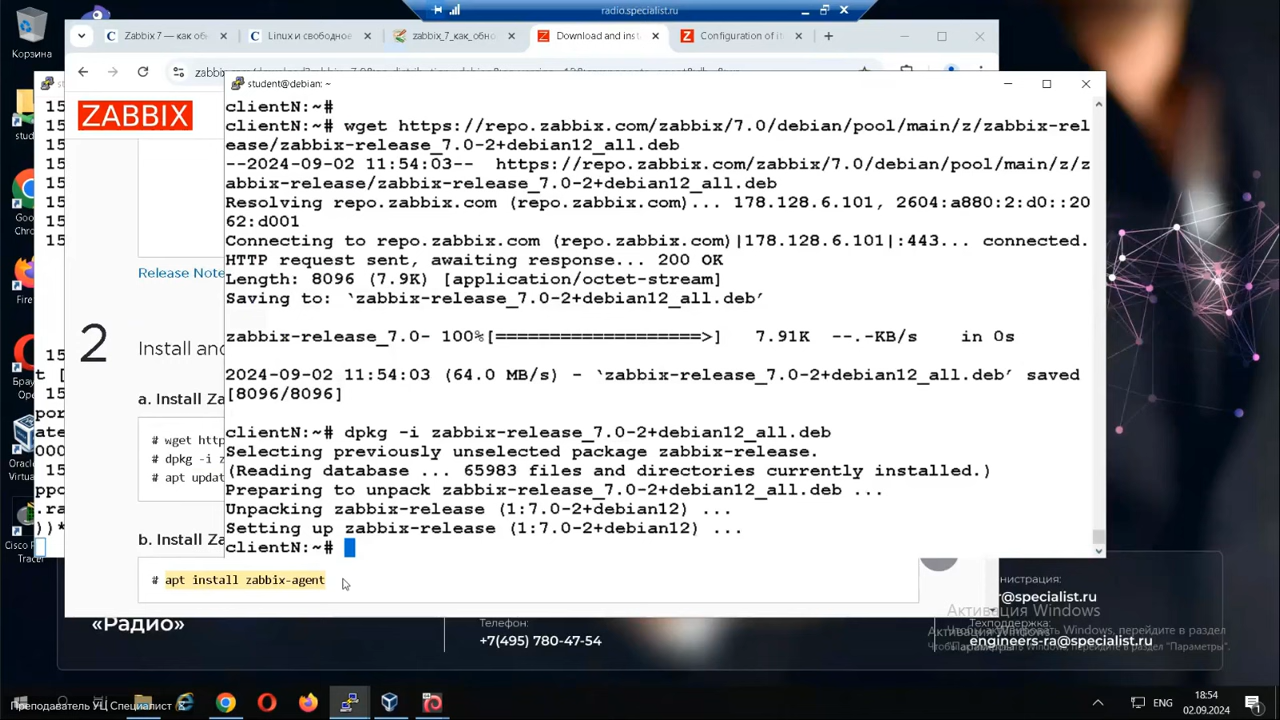 Корзина
radio.specialist.ru
Zabbix 7 — как об
Linux и свободное
zabbix_7_как_обно
Download and inst
Configuration of it
student@debian: ~
ZABBIX
clientN:~#
clientN:~# wget https://repo.zabbix.com/zabbix/7.0/debian/pool/main/z/zabbix-rel
ease/zabbix-release_7.0-2+debian12_all.deb
--2024-09-02 11:54:03--  https://repo.zabbix.com/zabbix/7.0/debian/pool/main/z/z
abbix-release/zabbix-release_7.0-2+debian12_all.deb
Resolving repo.zabbix.com (repo.zabbix.com)... 178.128.6.101, 2604:a880:2:d0::20
62:d001
Connecting to repo.zabbix.com (repo.zabbix.com)|178.128.6.101|:443... connected.
HTTP request sent, awaiting response... 200 OK
Length: 8096 (7.9K) [application/octet-stream]
Saving to: ‘zabbix-release_7.0-2+debian12_all.deb’
zabbix-release_7.0- 100%[===================>]   7.91K  --.-KB/s    in 0s
2024-09-02 11:54:03 (64.0 MB/s) - ‘zabbix-release_7.0-2+debian12_all.deb’ saved
[8096/8096]
clientN:~# dpkg -i zabbix-release_7.0-2+debian12_all.deb
Selecting previously unselected package zabbix-release.
(Reading database ... 65983 files and directories currently installed.)
Preparing to unpack zabbix-release_7.0-2+debian12_all.deb ...
Unpacking zabbix-release (1:7.0-2+debian12) ...
Setting up zabbix-release (1:7.0-2+debian12) ...
clientN:~#
Release Note
2
Install and
a. Install Za
# wget http
# dpkg -i z
# apt updat
b. Install Za
# apt install zabbix-agent
«Радио»
Телефон:
+7(495) 780-47-54
@specialist.ru
engineers-ra@specialist.ru
Активация Windows
Преподаватель УЦ Специалист (
ENG
18:54
02.09.2024